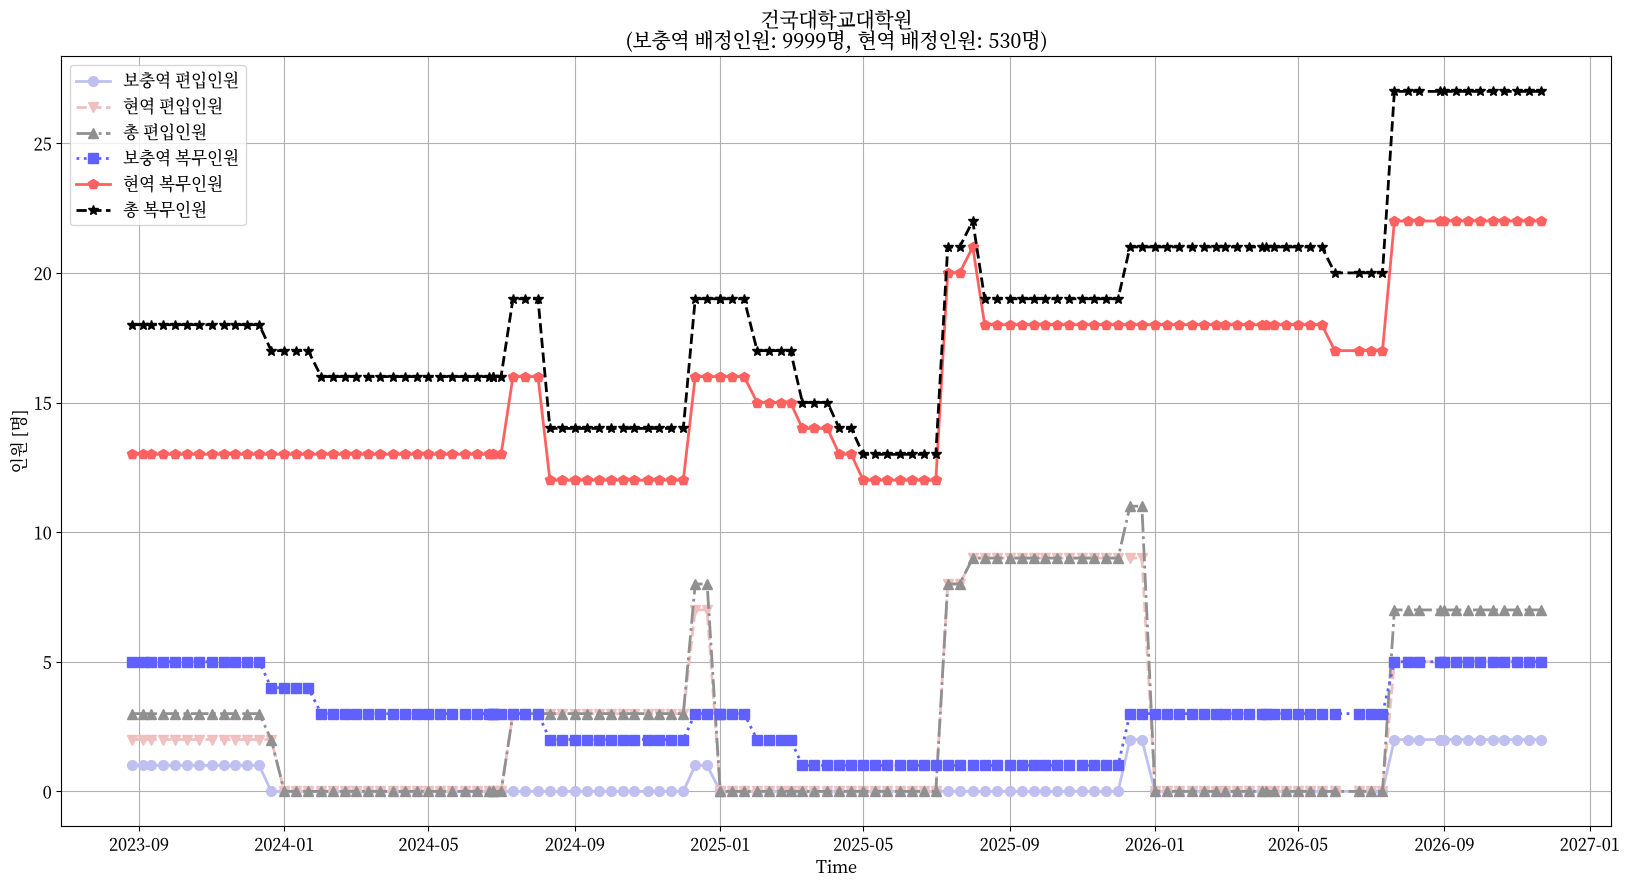 건국대학교대학원
(보충역 배정인원: 9999명, 현역 배정인원: 530명)
보충역 편입인원
현역 편입인원
총 편입인원
보충역 복무인원
현역 복무인원
총 복무인원
인원 [명]
25
20
15
10
5
0
2023-09 2024-01 2024-05 2024-09 2025-01 2025-05 2025-09 2026-01 2026-05 2026-09 2027-01
Time